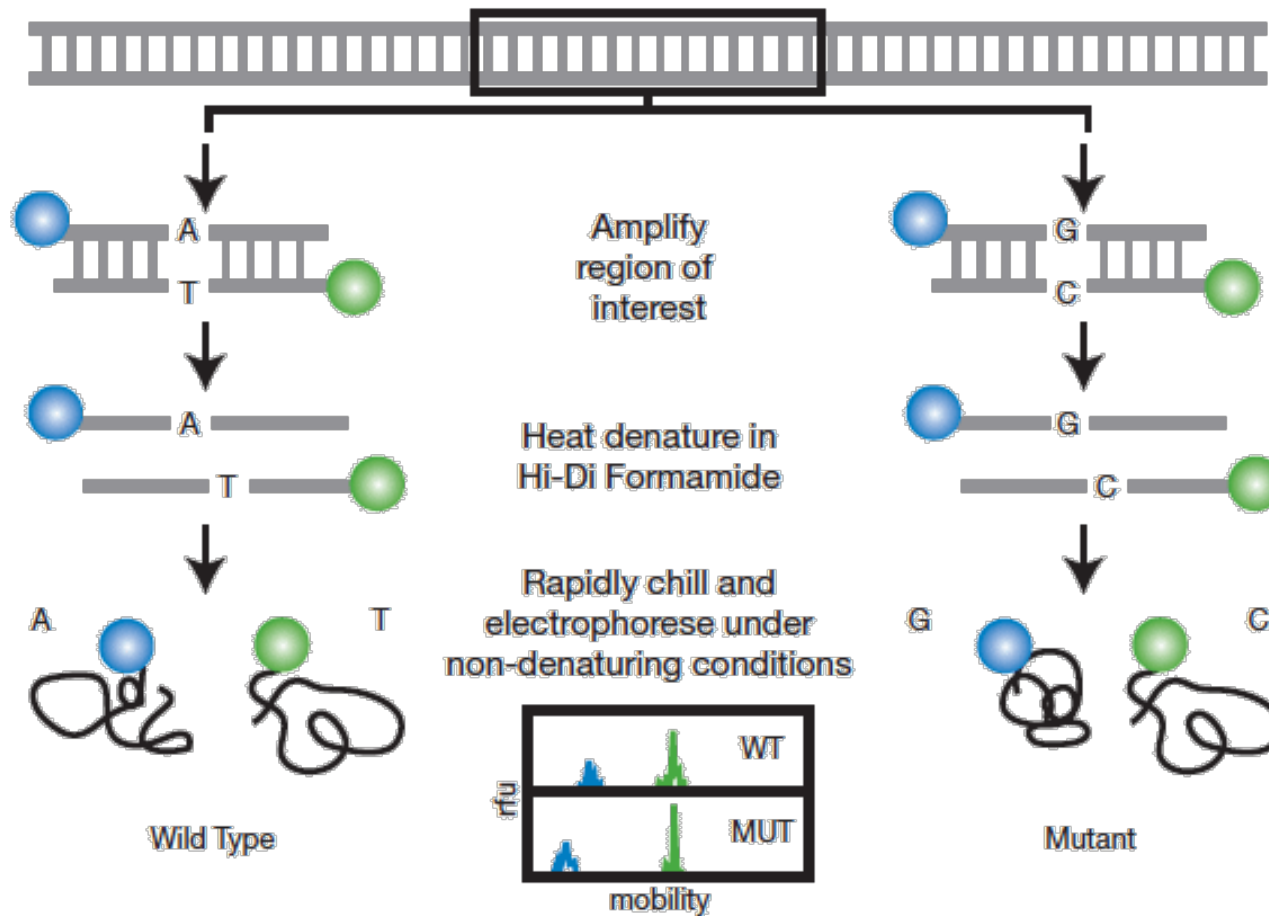 A
T
Amplify
region of
interest
G
C
A
T
Heat denature in
Hi-Di Formamide
G
C
A
T
Rapidly chill and
electrophorese under
non-denaturing conditions
G
C
WT
rfu
MUT
mobility
Wild Type
Mutant